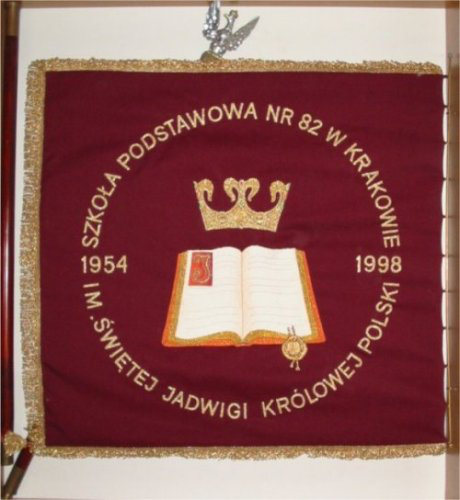 SZKOŁA PODSTAWOWA NR 82 W KRAKOWIE
1954
1998
IM. ŚWIĘTEJ JADWIGI KRÓLOWEJ POLSKI
J